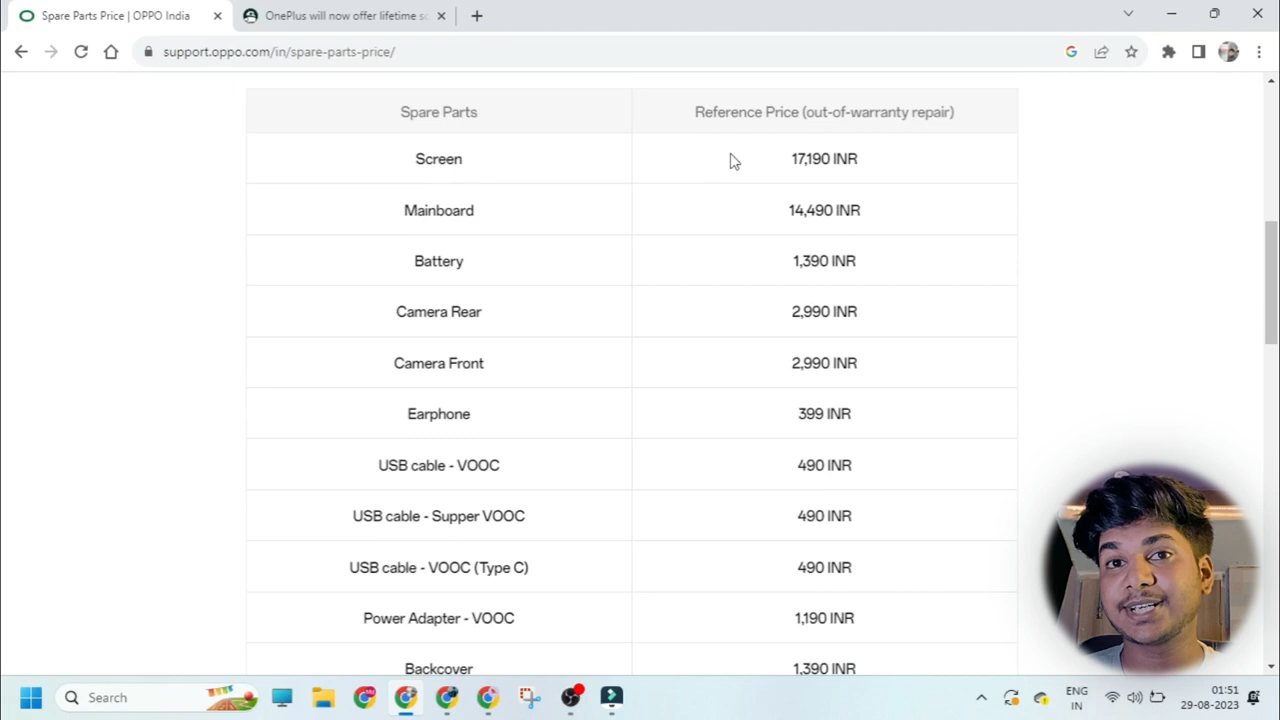 Spare Parts Price | OPPO India
OnePlus will now offer lifetime sc
support.oppo.com/in/spare-parts-price/
Spare Parts Reference Price (out-of-warranty repair)
Screen 17,190 INR
Mainboard 14,490 INR
Battery 1,390 INR
Camera Rear 2,990 INR
Camera Front 2,990 INR
Earphone 399 INR
USB cable - VOOC 490 INR
USB cable - Supper VOOC 490 INR
USB cable - VOOC (Type C) 490 INR
Power Adapter - VOOC 1,190 INR
Backcover 1,390 INR
Search
ENG
IN
01:51
29-08-2023